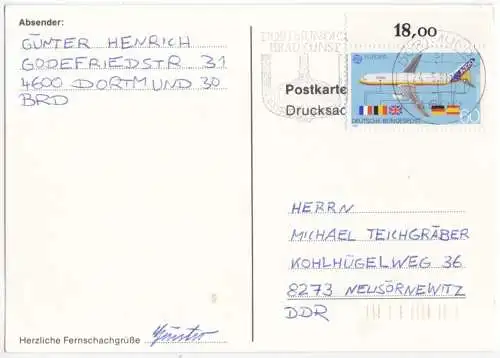 Absender:
GÜNTER HENRICH
GODEFRIEDSTR 31
4600 DORTMUND 30
BRD
18,00
EUROPA
60
DEUTSCHE BUNDESPOST
Postkarte
Drucksac
HERRN
MICHAEL TEICHGRÄBER
KOHLHÜGELWEG 36
8273 NEUSÖRNEWITZ
DDR
Herzliche Fernschachgrüße